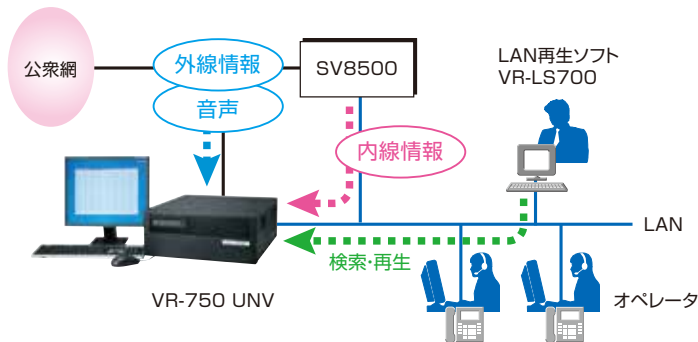 公衆網
外線情報
音声
SV8500
内線情報
LAN再生ソフト
VR-LS700
LAN
検索・再生
VR-750 UNV
オペレータ